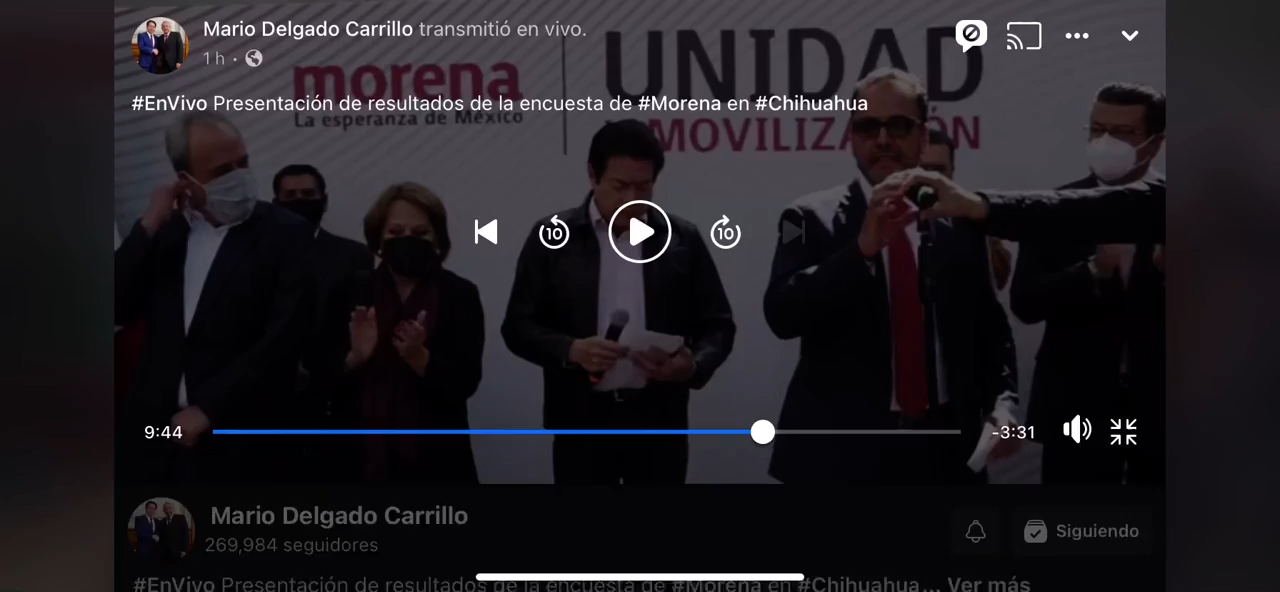 Mario Delgado Carrillo transmitió en vivo.
1 h
#EnVivo Presentación de resultados de la encuesta de #Morena en #Chihuahua
morena
La esperanza de México
UNIDAD
MOVILIZACIÓN
10
10
9:44
-3:31
Mario Delgado Carrillo
269,984 seguidores
Siguiendo
#EnVivo Presentación de resultados de la encuesta de #Morena en #Chihuahua... Ver más